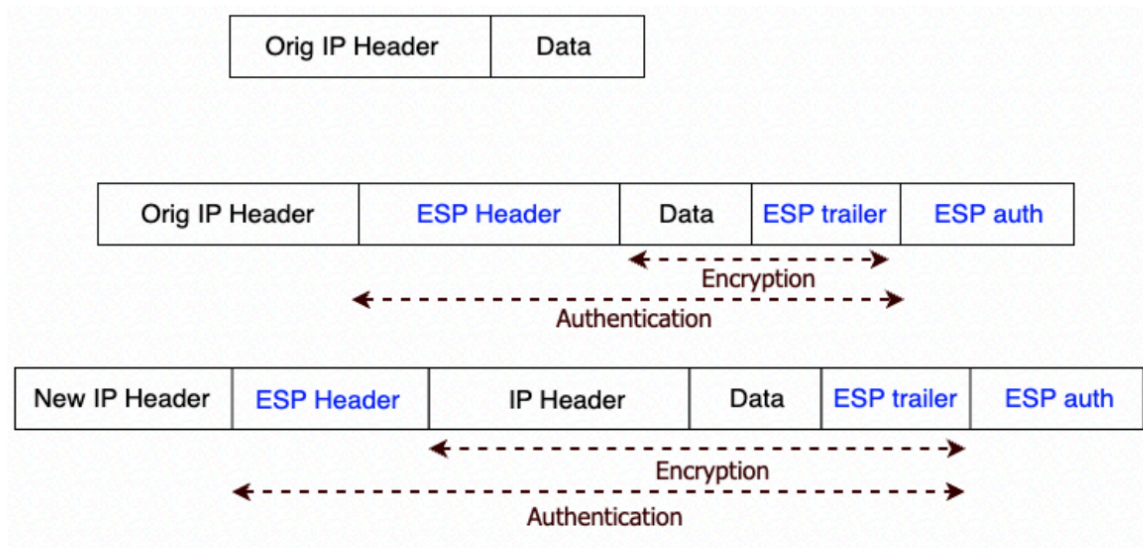 Orig IP Header Data
Orig IP Header ESP Header Data ESP trailer ESP auth
Encryption
Authentication
New IP Header ESP Header IP Header Data ESP trailer ESP auth
Encryption
Authentication